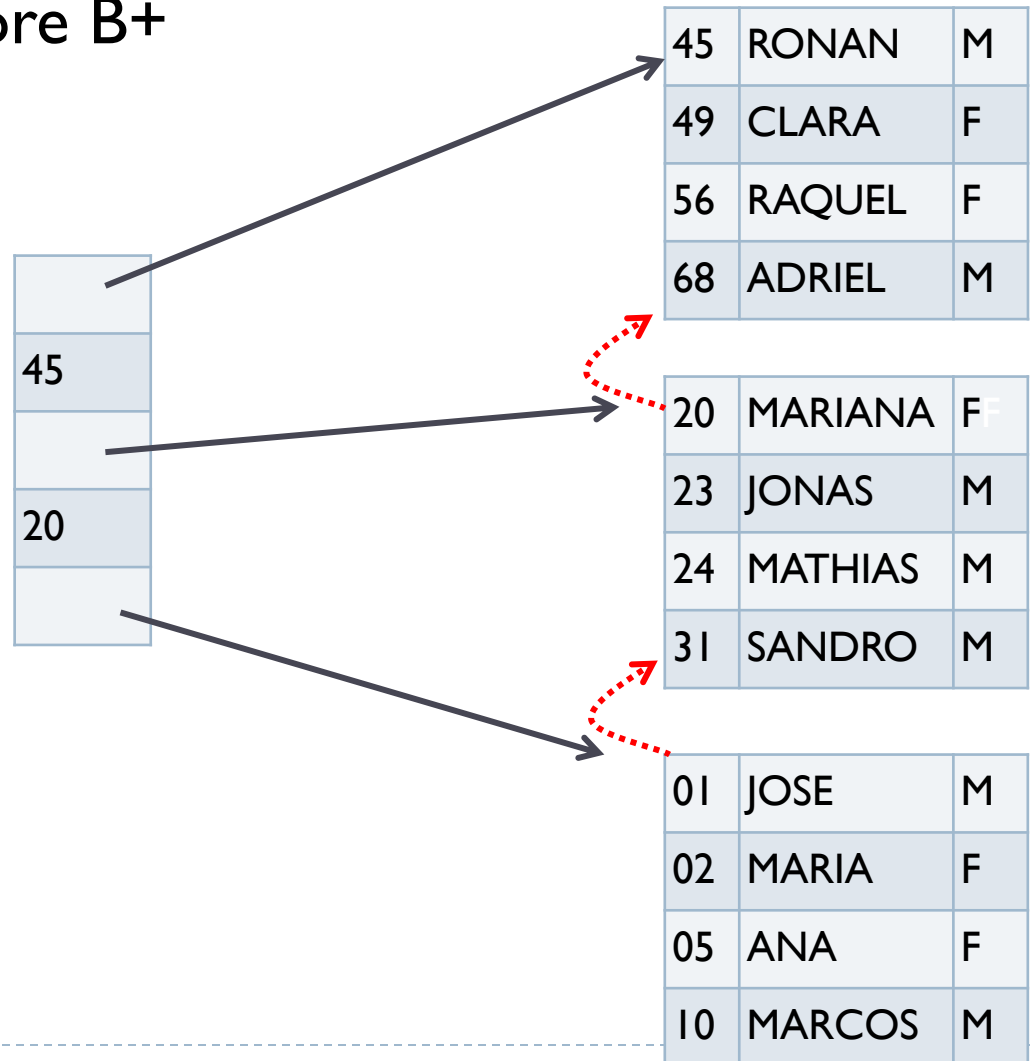 ore B+
45 RONAN M
49 CLARA F
56 RAQUEL F
68 ADRIEL M
45
20
20 MARIANA FF
23 JONAS M
24 MATHIAS M
31 SANDRO M
01 JOSE M
02 MARIA F
05 ANA F
10 MARCOS M